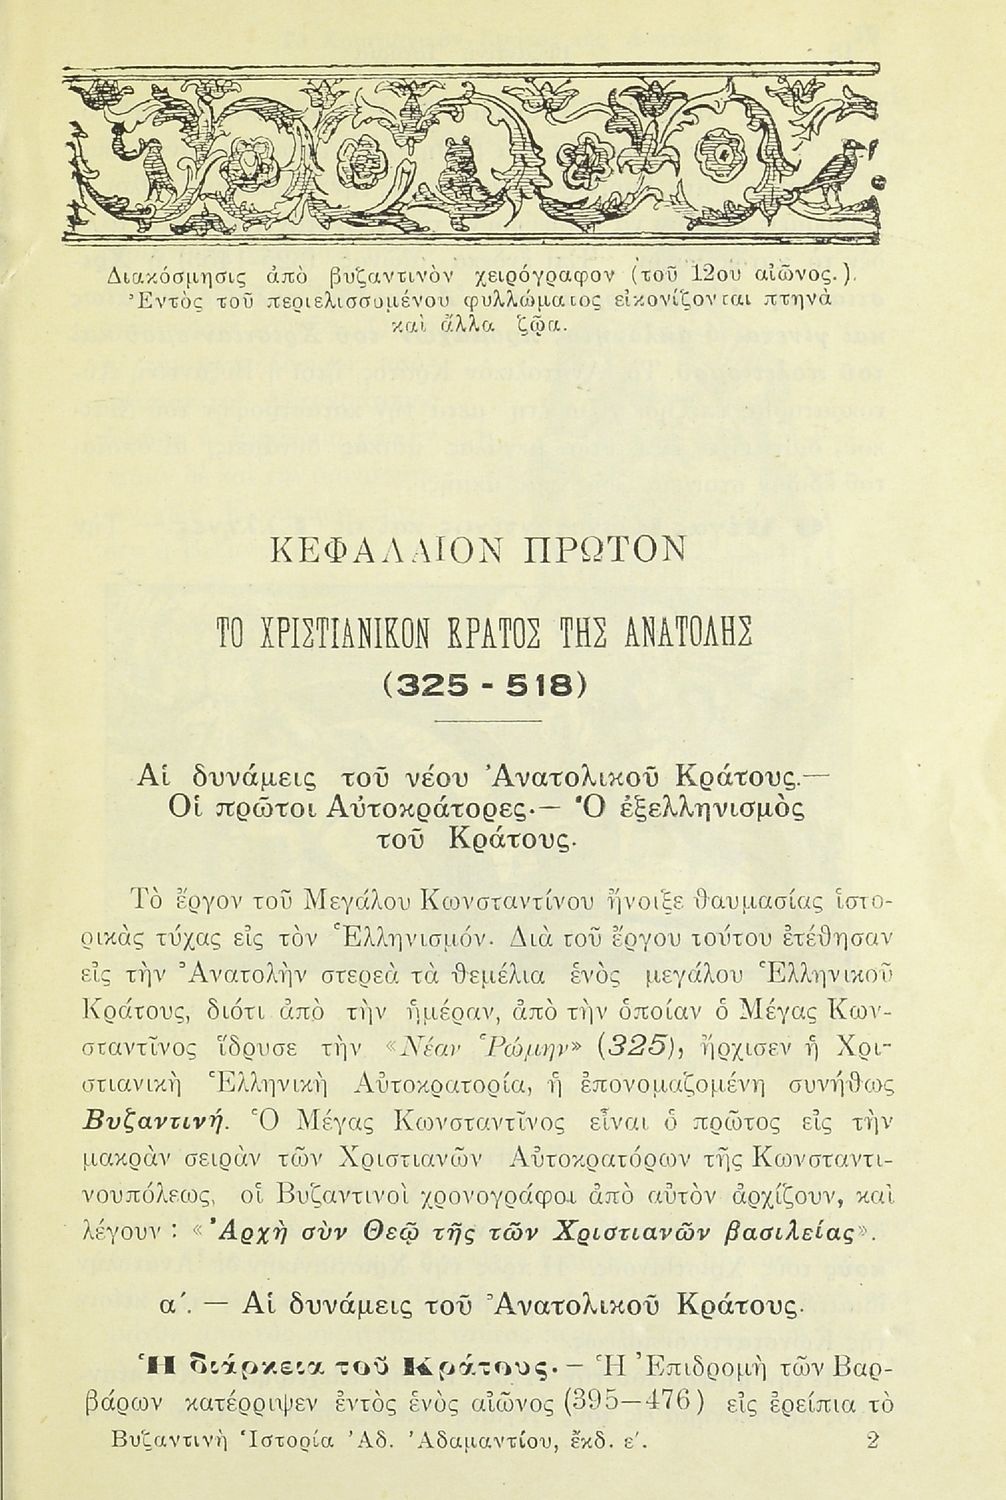 Διακόσμησις ἀπὸ βυζαντινὸν χειρόγραφον (τοῦ 12ου αἰῶνος.).
Ἐντὸς τοῦ περιελισσομένου φυλλώματος εἰκονίζονται πτηνὰ
καὶ ἄλλα ζῷα.
ΚΕΦΑΛΑΙΟΝ ΠΡΩΤΟΝ
ΤΟ ΧΡΙΣΤΙΑΝΙΚΟΝ ΚΡΑΤΟΣ ΤΗΣ ΑΝΑΤΟΛΗΣ
(325 - 518)
Αἱ δυνάμεις τοῦ νέου Ἀνατολικοῦ Κράτους.—
Οἱ πρῶτοι Αὐτοκράτορες.— Ὁ ἐξελληνισμὸς
τοῦ Κράτους.
Τὸ ἔργον τοῦ Μεγάλου Κωνσταντίνου ἤνοιξε θαυμασίας ἱστο-
ρικὰς τύχας εἰς τὸν Ἑλληνισμόν. Διὰ τοῦ ἔργου τούτου ἐτέθησαν
εἰς τὴν Ἀνατολὴν στερεὰ τὰ θεμέλια ἑνὸς μεγάλου Ἑλληνικοῦ
Κράτους, διότι ἀπὸ τὴν ἡμέραν, ἀπὸ τὴν ὁποίαν ὁ Μέγας Κων-
σταντῖνος ἵδρυσε τὴν «Νέαν Ῥώμην» (325), ἤρχισεν ἡ Χρι-
στιανικὴ Ἑλληνικὴ Αὐτοκρατορία, ἡ ἐπονομαζομένη συνήθως
Βυζαντινή. Ὁ Μέγας Κωνσταντῖνος εἶναι ὁ πρῶτος εἰς τὴν
μακρὰν σειρὰν τῶν Χριστιανῶν Αὐτοκρατόρων τῆς Κωνσταντι-
νουπόλεως, οἱ Βυζαντινοὶ χρονογράφοι ἀπὸ αὐτὸν ἀρχίζουν, καὶ
λέγουν : «Ἀρχὴ σὺν Θεῷ τῆς τῶν Χριστιανῶν βασιλείας».
α΄. — Αἱ δυνάμεις τοῦ Ἀνατολικοῦ Κράτους.
Ἡ διάρκεια τοῦ Κράτους.— Ἡ Ἐπιδρομὴ τῶν Βαρ-
βάρων κατέρριψεν ἐντὸς ἑνὸς αἰῶνος (395—476) εἰς ἐρείπια τὸ
Βυζαντινὴ Ἱστορία Ἀδ. Ἀδαμαντίου, ἔκδ. ε΄. 2